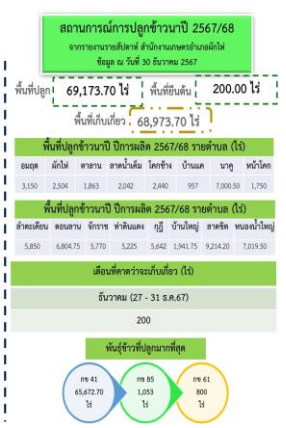 สถานการณ์การปลูกข้าวนาปี 2567/68
จากรายงานรายสัปดาห์ สำนักงานเกษตรอำเภอผักไห่
ข้อมูล ณ วันที่ 30 ธันวาคม 2567
พื้นที่ปลูก 69,173.70 ไร่ พื้นที่ยืนต้น 200.00 ไร่
พื้นที่เก็บเกี่ยว 68,973.70 ไร่
พื้นที่ปลูกข้าวนาปี ปีการผลิต 2567/68 รายตำบล (ไร่)
อมฤต ผักไห่ ตาลาน ลาดน้ำเค็ม โคกช้าง บ้านแค นาคู หน้าโคก
3,150 2,504 1,863 2,042 2,440 957 7,000.50 1,750
พื้นที่ปลูกข้าวนาปี ปีการผลิต 2567/68 รายตำบล (ไร่)
ลำตะเคียน ดอนลาน จักราช ท่าดินแดง กุฎี บ้านใหญ่ ลาดชิด หนองน้ำใหญ่
5,850 6,804.75 5,770 5,225 5,642 1,941.75 9,214.20 7,019.50
เดือนที่คาดว่าจะเก็บเกี่ยว (ไร่)
ธันวาคม (27 - 31 ธ.ค.67)
200
พันธุ์ข้าวที่ปลูกมากที่สุด
กข 41 กข 85 กข 61
65,672.70 1,053 800
ไร่ ไร่ ไร่